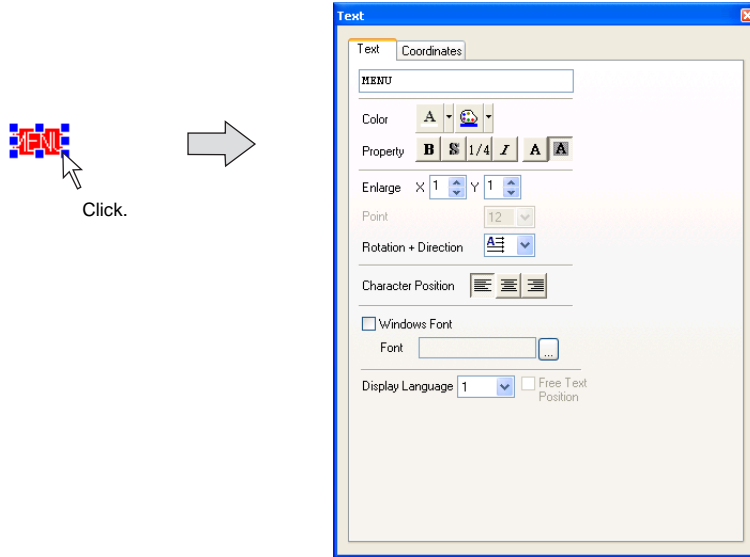 Text
Text Coordinates
MENU
Color A
Property B S 1/4 I A A
MENU
Click.
Enlarge X 1 Y 1
Point 12
Rotation + Direction A
Character Position
Windows Font
Font ...
Display Language 1 Free Text
Position